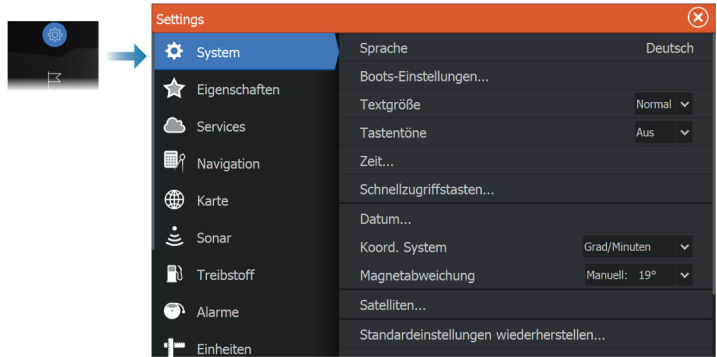 Settings
System
Eigenschaften
Services
Navigation
Karte
Sonar
Treibstoff
Alarme
Einheiten
Sprache Deutsch
Boots-Einstellungen...
Textgröße Normal
Tastentöne Aus
Zeit...
Schnellzugriffstasten...
Datum...
Koord. System Grad/Minuten
Magnetabweichung Manuell: 19°
Satelliten...
Standardeinstellungen wiederherstellen...